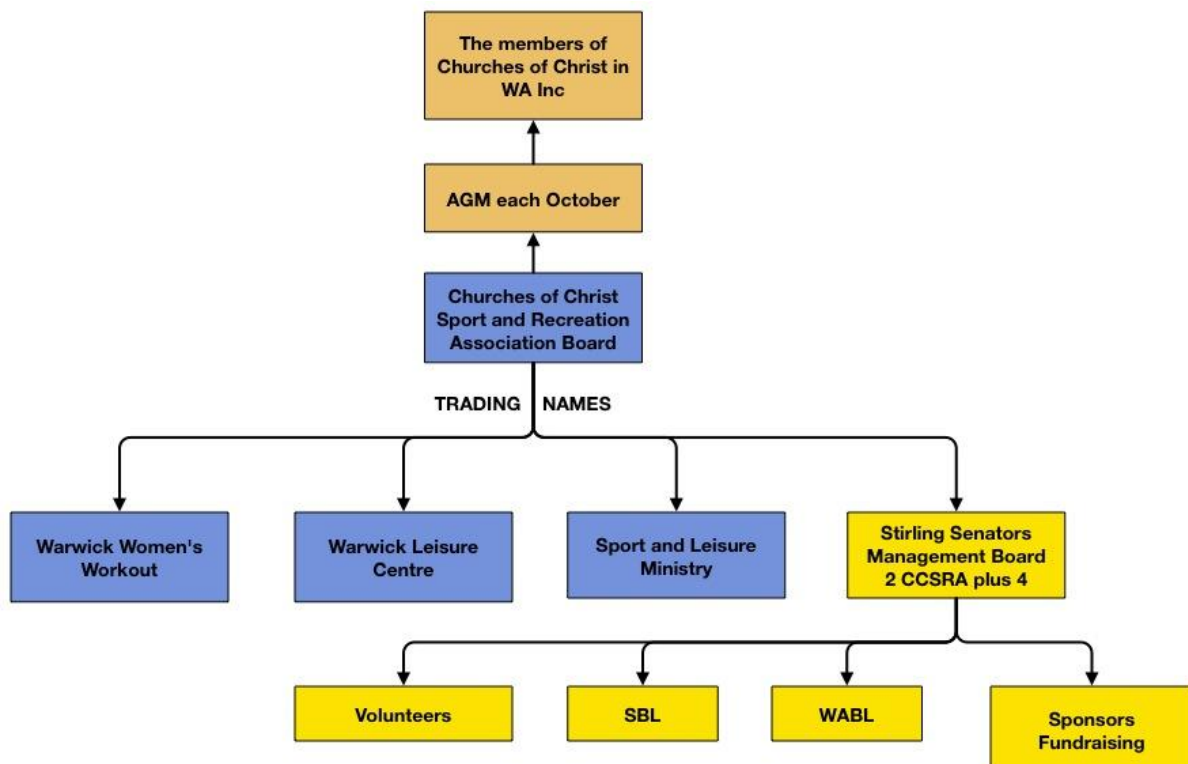 The members of
Churches of Christ in
WA Inc
AGM each October
Churches of Christ
Sport and Recreation
Association Board
TRADING NAMES
Warwick Women's
Workout
Warwick Leisure
Centre
Sport and Leisure
Ministry
Stirling Senators
Management Board
2 CCSRA plus 4
Volunteers
SBL
WABL
Sponsors
Fundraising